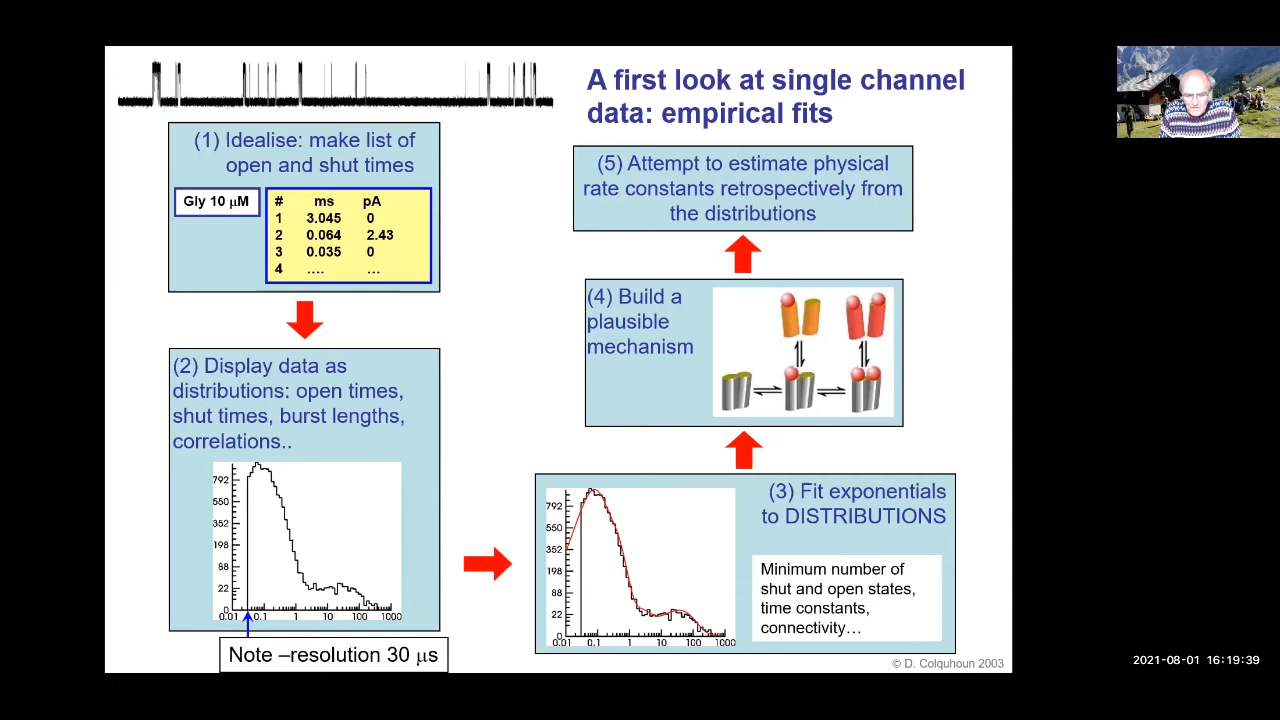 A first look at single channel
data: empirical fits
(1) Idealise: make list of
open and shut times
Gly 10 μM
# ms pA
1 3.045 0
2 0.064 2.43
3 0.035 0
4 .... ...
(2) Display data as
distributions: open times,
shut times, burst lengths,
correlations..
792
550
352
198
88
22
0
0.01 0.1 1 10 100 1000
Note –resolution 30 μs
(3) Fit exponentials
to DISTRIBUTIONS
792
550
352
198
88
22
0
0.01 0.1 1 10 100 1000
Minimum number of
shut and open states,
time constants,
connectivity…
(4) Build a
plausible
mechanism
(5) Attempt to estimate physical
rate constants retrospectively from
the distributions
© D. Colquhoun 2003
2021-08-01 16:19:39